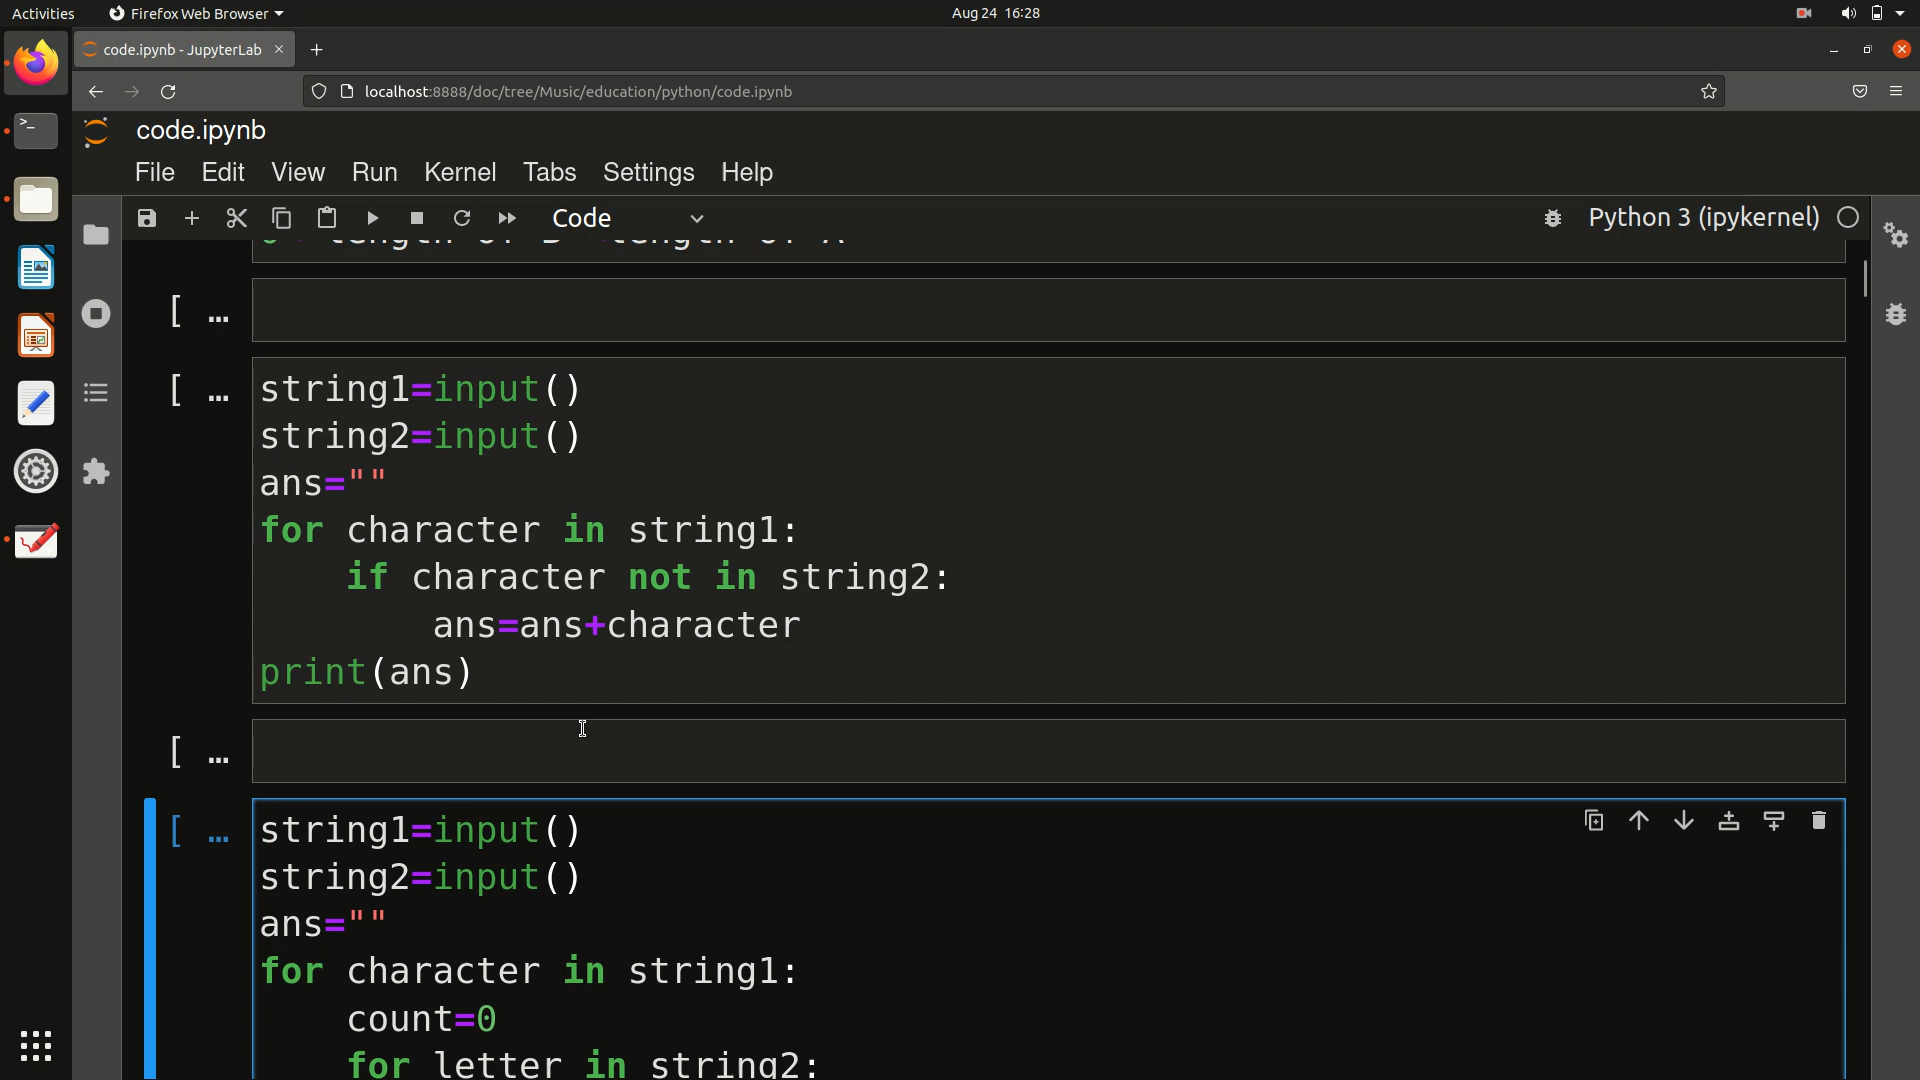 Activities
Firefox Web Browser
Aug 24 16:28
code.ipynb - JupyterLab
localhost:8888/doc/tree/Music/education/python/code.ipynb
code.ipynb
File Edit View Run Kernel Tabs Settings Help
Code
Python 3 (ipykernel)
[ …
[ …
string1=input()
string2=input()
ans=""
for character in string1:
    if character not in string2:
        ans=ans+character
print(ans)
[ …
[ …
string1=input()
string2=input()
ans=""
for character in string1:
    count=0
    for letter in string2: